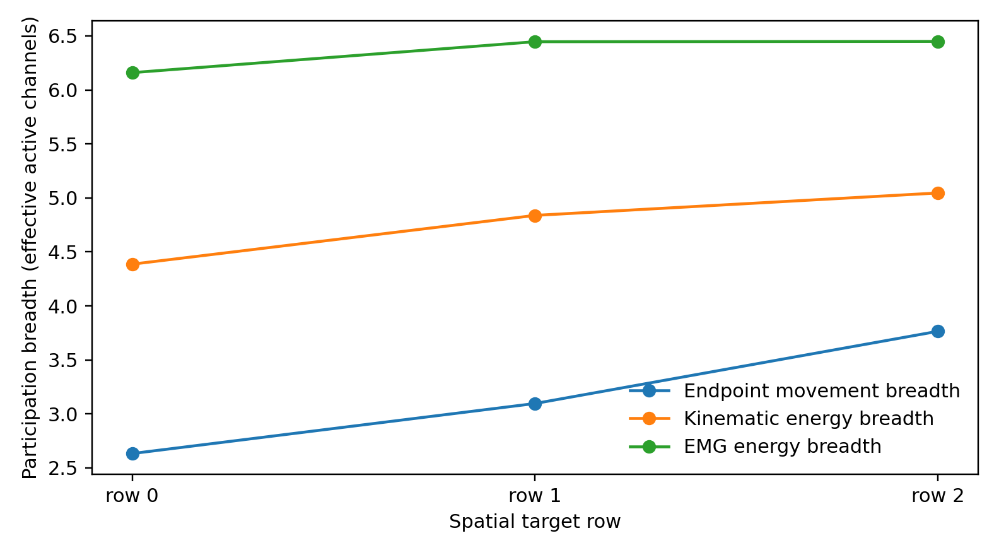 Participation breadth (effective active channels)
6.5
6.0
5.5
5.0
4.5
4.0
3.5
3.0
2.5
Endpoint movement breadth
Kinematic energy breadth
EMG energy breadth
row 0
row 1
row 2
Spatial target row